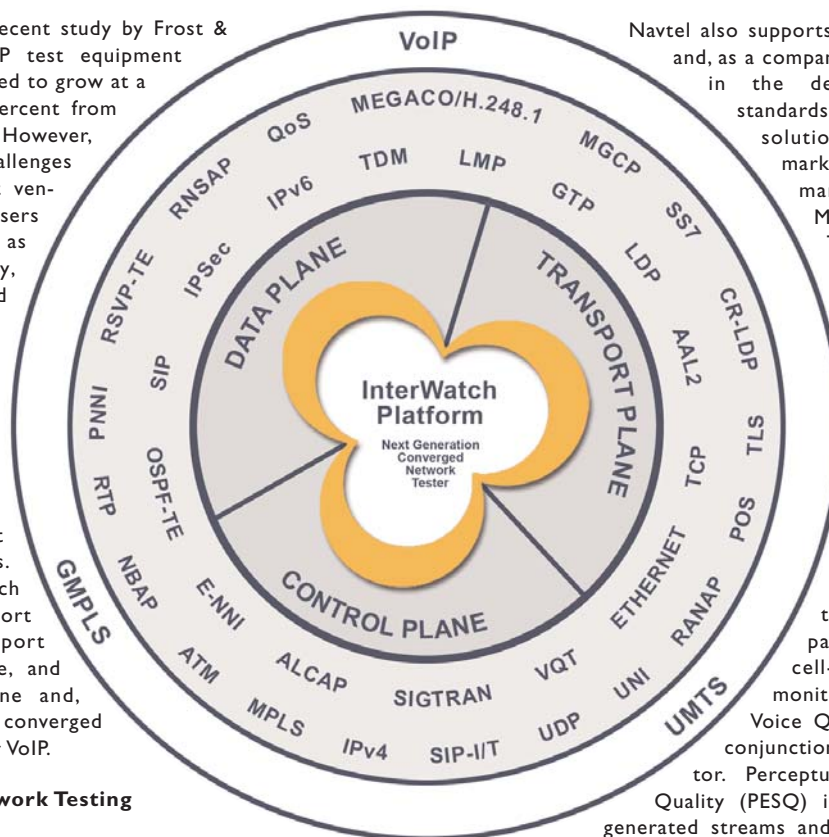 ecent study by Frost &
P test equipment
ed to grow at a
ercent from
However,
allenges
ven-
sers
as
y,
d
t
s.
ch
ort
port
e, and
ne and,
converged
VoIP.
work Testing
VoIP
GMPLS
UMTS
MEGACO/H.248.1
MGCP
SS7
CR-LDP
TLS
POS
RANAP
UNI
UDP
SIP-I/T
IPv4
MPLS
ATM
NBAP
RTP
PNNI
RSVP-TE
RNSAP
QoS
TDM
LMP
GTP
LDP
AAL2
TCP
ETHERNET
VQT
SIGTRAN
ALCAP
E-NNI
OSPF-TE
SIP
IPSec
IPv6
DATA PLANE
TRANSPORT PLANE
CONTROL PLANE
InterWatch
Platform
Next Generation
Converged
Network
Tester
Navtel also supports
and, as a compan
in the de
standards
solution
mark
man
M
t
pa
cell-
monit
Voice Q
conjunction
tor. Perceptu
Quality (PESQ) i
generated streams and